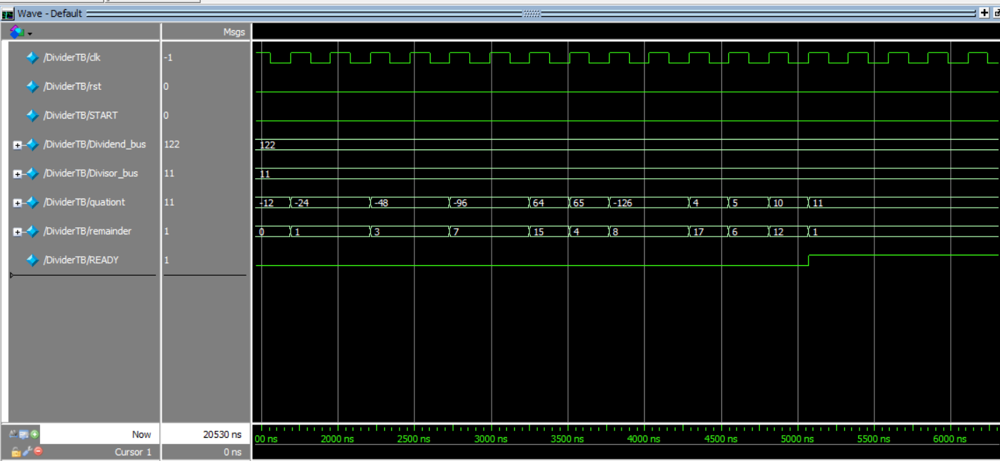 Wave - Default
Msgs
/DividerTB/clk -1
/DividerTB/rst 0
/DividerTB/START 0
/DividerTB/Dividend_bus 122 122
/DividerTB/Divisor_bus 11 11
/DividerTB/quationt 11 -12 -24 -48 -96 64 65 -126 4 5 10 11
/DividerTB/remainder 1 0 1 3 7 15 4 8 17 6 12 1
/DividerTB/READY 1
Now 20530 ns 00 ns 2000 ns 2500 ns 3000 ns 3500 ns 4000 ns 4500 ns 5000 ns 5500 ns 6000 ns
Cursor 1 0 ns